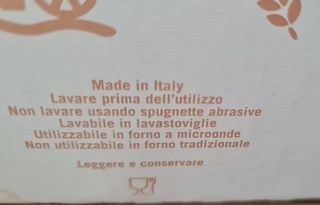 Made in Italy
Lavare prima dell'utilizzo
Non lavare usando spugnette abrasive
Lavabile in lavastoviglie
Utilizzabile in forno a microonde
Non utilizzabile in forno tradizionale
Leggere e conservare